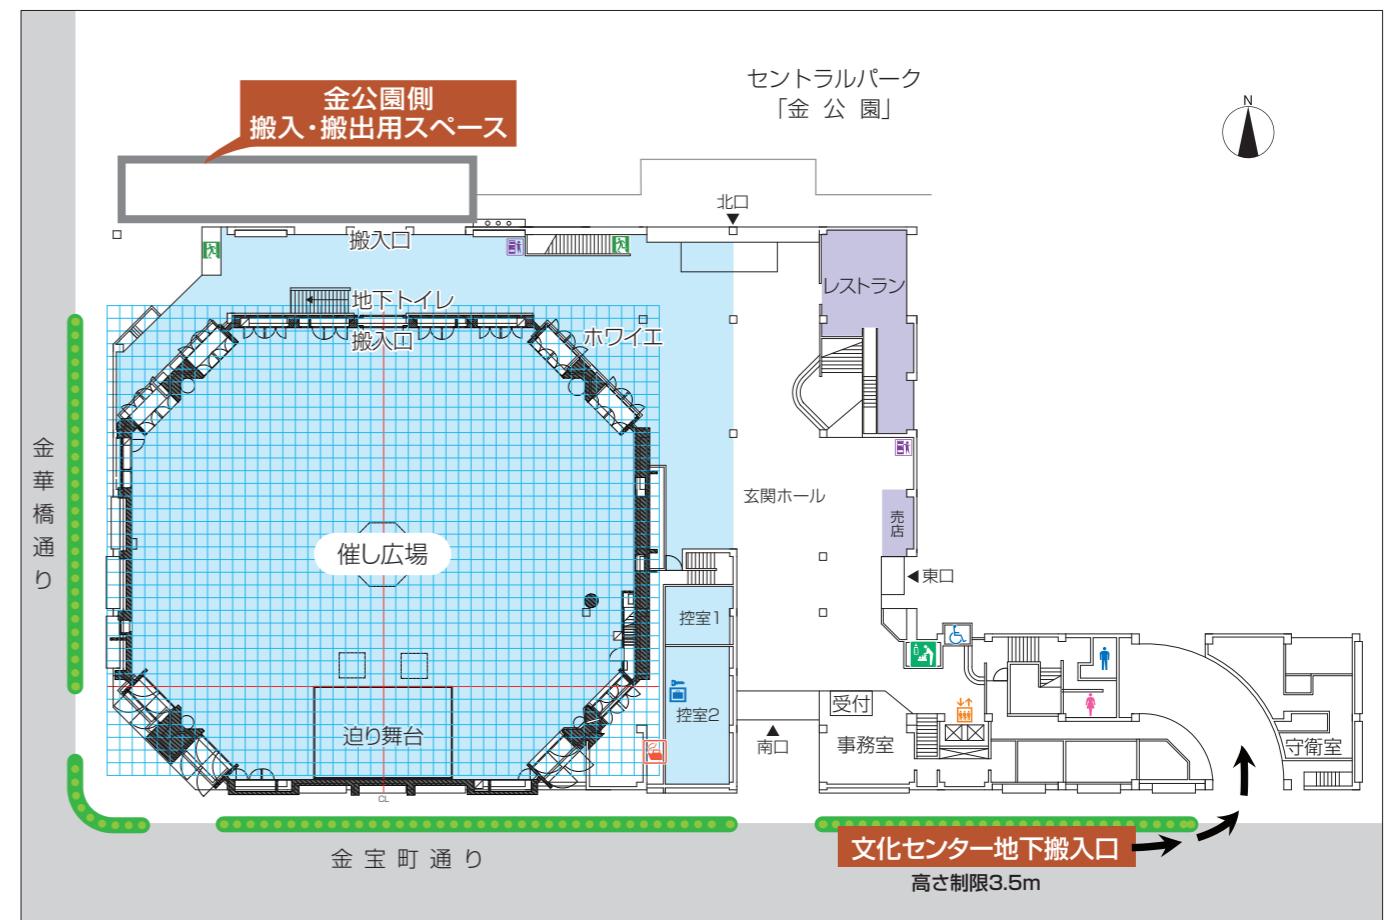 セントラルパーク
「金 公 園」
N
金公園側
搬入・搬出用スペース
北口
搬入口
レストラン
地下トイレ
搬入口
ホワイエ
金華橋通り
玄関ホール
売店
催し広場
東口
控室1
控室2
受付
迫り舞台
南口
事務室
守衛室
CL
金宝町通り
文化センター地下搬入口
高さ制限3.5m